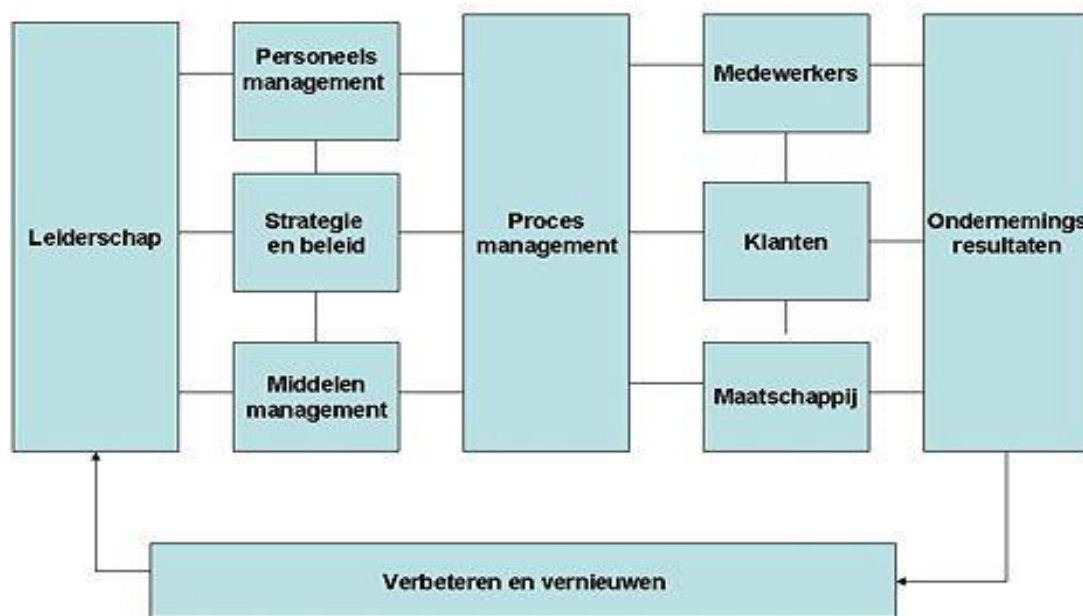 Leiderschap
Personeels
management
Strategie
en beleid
Middelen
management
Proces
management
Medewerkers
Klanten
Maatschappij
Ondernemings
resultaten
Verbeteren en vernieuwen